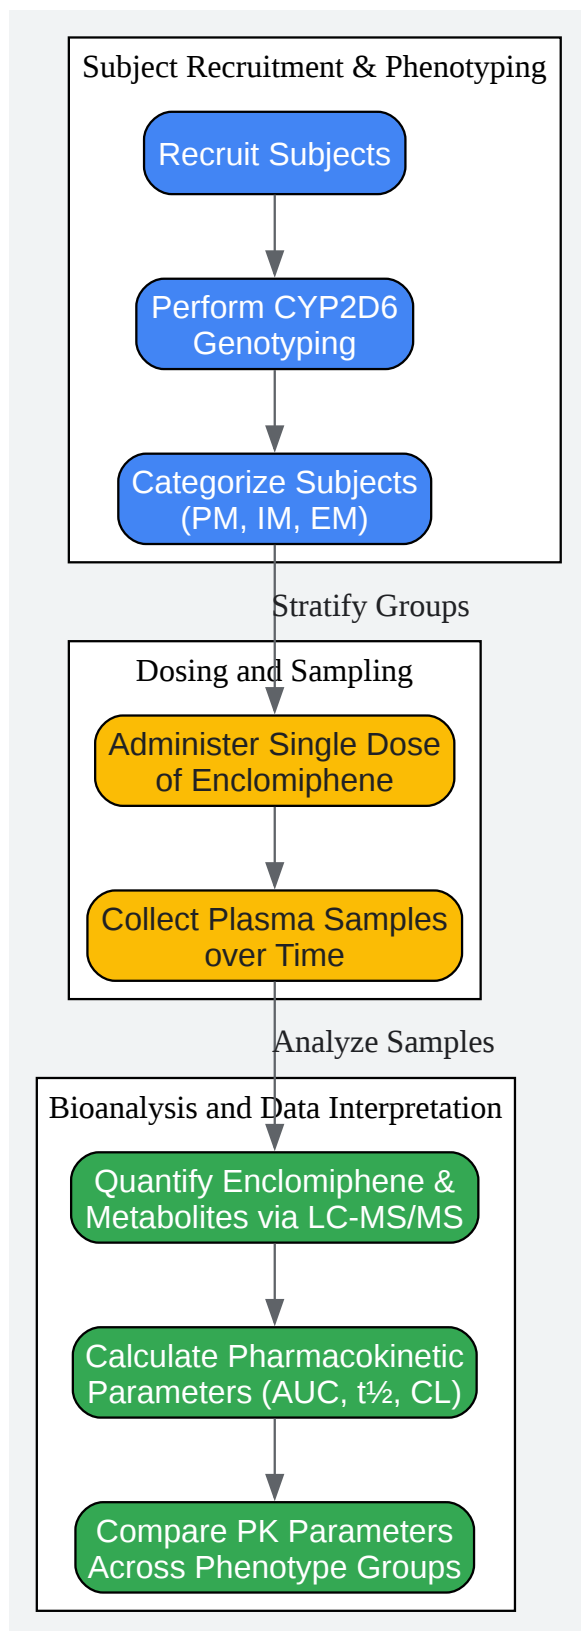 Subject Recruitment & Phenotyping
Recruit Subjects
Perform CYP2D6
Genotyping
Categorize Subjects
(PM, IM, EM)
Stratify Groups
Dosing and Sampling
Administer Single Dose
of Enclomiphene
Collect Plasma Samples
over Time
Analyze Samples
Bioanalysis and Data Interpretation
Quantify Enclomiphene &
Metabolites via LC-MS/MS
Calculate Pharmacokinetic
Parameters (AUC, t½, CL)
Compare PK Parameters
Across Phenotype Groups